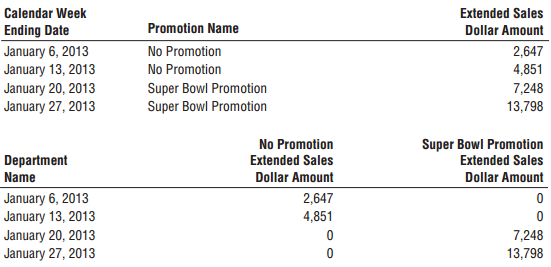 Calendar Week Extended Sales
Ending Date Promotion Name Dollar Amount
January 6, 2013 No Promotion 2,647
January 13, 2013 No Promotion 4,851
January 20, 2013 Super Bowl Promotion 7,248
January 27, 2013 Super Bowl Promotion 13,798
No Promotion Super Bowl Promotion
Department Extended Sales Extended Sales
Name Dollar Amount Dollar Amount
January 6, 2013 2,647 0
January 13, 2013 4,851 0
January 20, 2013 0 7,248
January 27, 2013 0 13,798